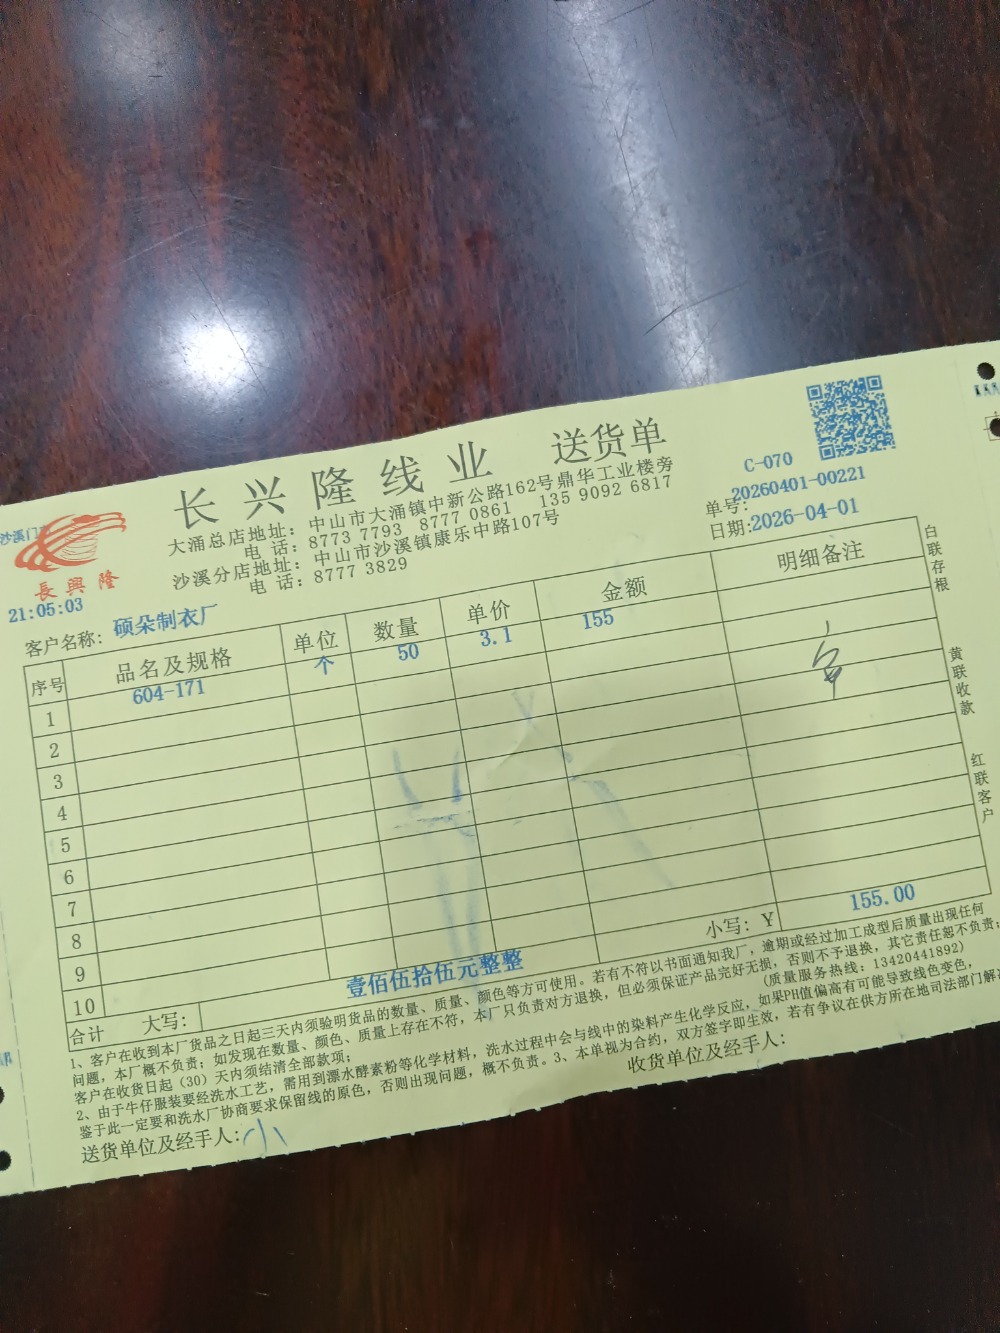 长兴隆线业 送货单
大涌总店地址：中山市大涌镇中新公路162号鼎华工业楼旁
电 话：8773 7793 8777 0861 135 9092 6817
沙溪分店地址：中山市沙溪镇康乐中路107号
电 话：8777 3829
長興隆
C-070
单号：20260401-00221
日期：2026-04-01
21:05:03
客户名称：硕朵制衣厂
序号 品名及规格 单位 数量 单价 金额 明细备注
1 604-171 个 50 3.1 155
2
3
4
5
6
7
8
9
10
合计 大写：壹佰伍拾伍元整整 小写：Y 155.00
1、客户在收到本厂货品之日起三天内须验明货品的数量、质量、颜色等方可使用。若有不符以书面通知我厂，逾期或经过加工成型后质量出现任何
问题，本厂概不负责；如发现在数量、颜色、质量上存在不符，本厂只负责对方退换，但必须保证产品完好无损，否则不予退换，其它责任恕不负责；
客户在收货日起（30）天内须结清全部款项；
(质量服务热线：13420441892)
2、由于牛仔服装要经洗水工艺，需用到漂水酵素粉等化学材料，洗水过程中会与线中的染料产生化学反应，如果PH值偏高有可能导致线色变色，
鉴于此一定要和洗水厂协商要求保留线的原色，否则出现问题，概不负责。3、本单视为合约，双方签字即生效，若有争议在供方所在地司法部门解
送货单位及经手人：小
收货单位及经手人：
白联存根
黄联收款
红联客户